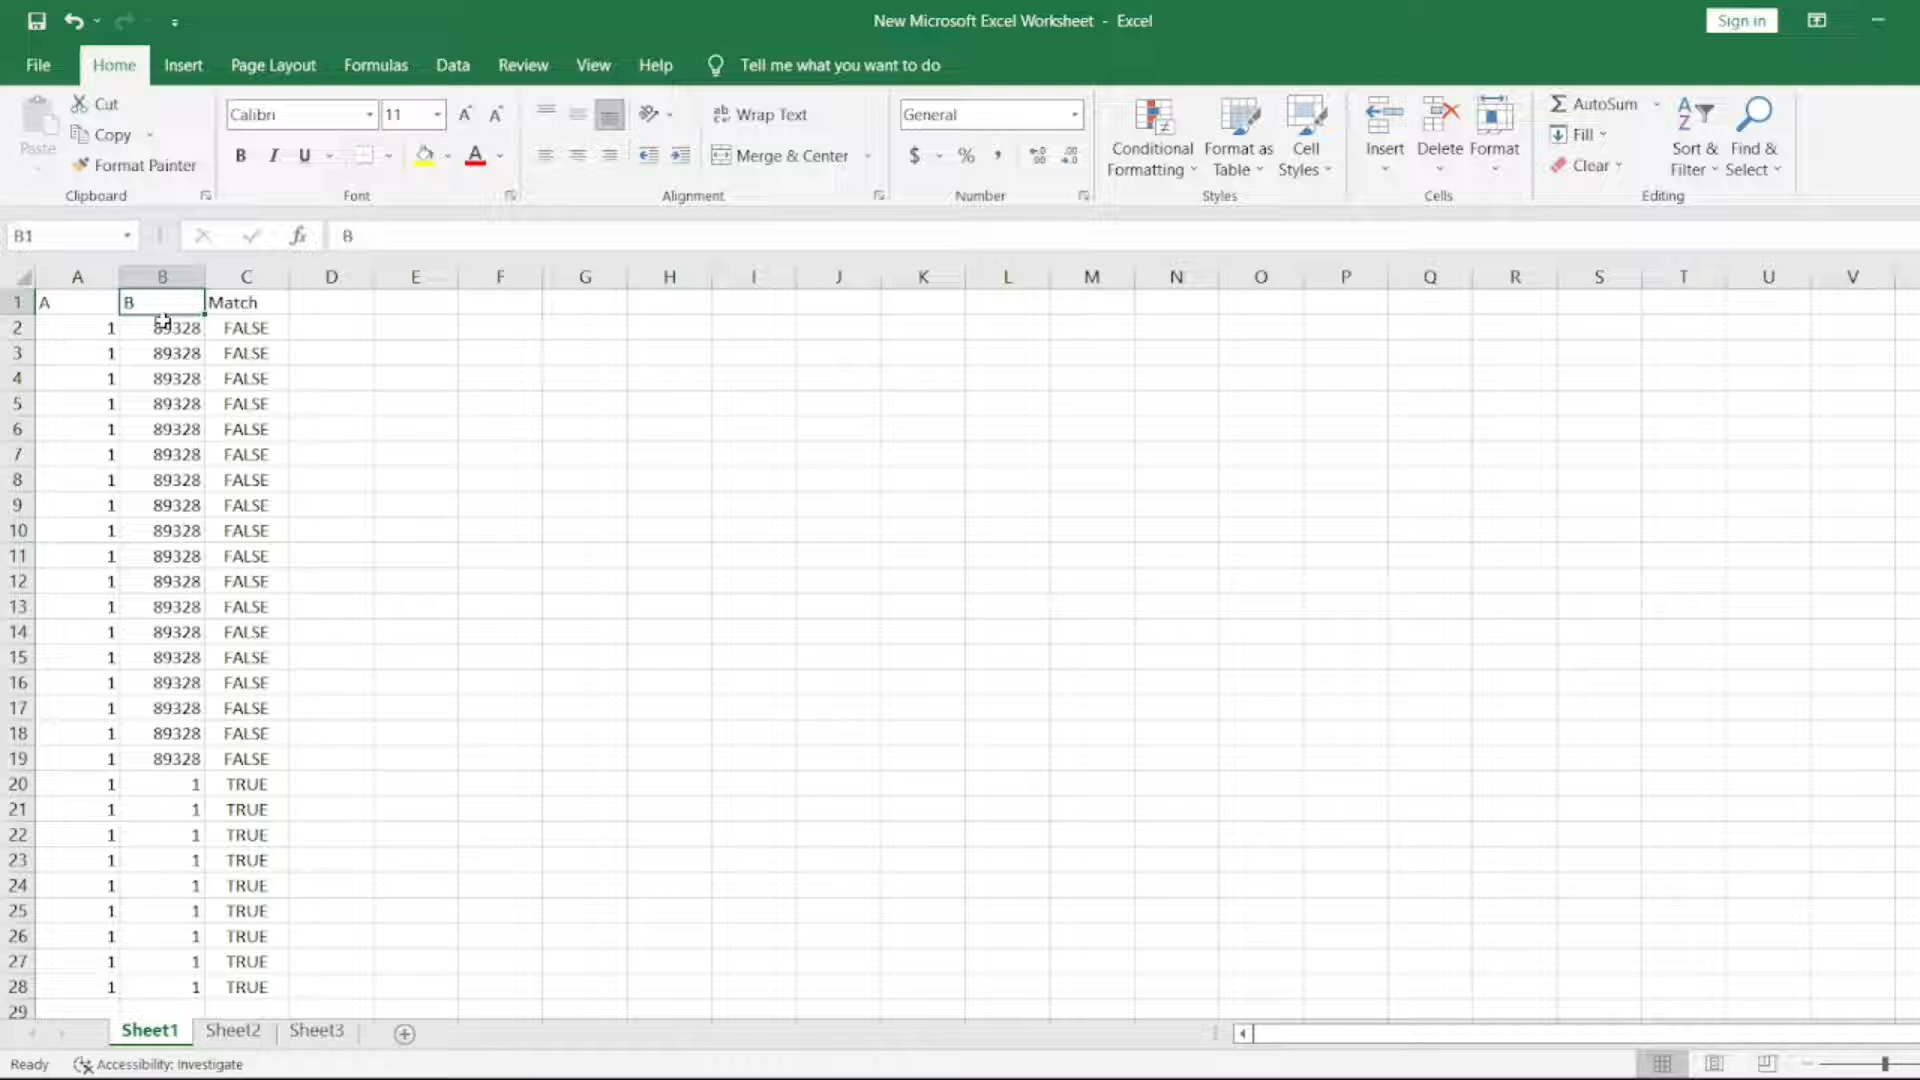 New Microsoft Excel Worksheet - Excel
Sign in
File Home Insert Page Layout Formulas Data Review View Help Tell me what you want to do
Paste
Cut
Copy
Format Painter
Clipboard
Calibri 11
B I U
Font
Wrap Text
Merge & Center
Alignment
General
$ % ,
Number
Conditional Formatting
Format as Table
Cell Styles
Styles
Insert
Delete
Format
Cells
AutoSum
Fill
Clear
Sort & Filter
Find & Select
Editing
B1 fx B
A B C D E F G H I J K L M N O P Q R S T U V
1 A B Match
2 1 89328 FALSE
3 1 89328 FALSE
4 1 89328 FALSE
5 1 89328 FALSE
6 1 89328 FALSE
7 1 89328 FALSE
8 1 89328 FALSE
9 1 89328 FALSE
10 1 89328 FALSE
11 1 89328 FALSE
12 1 89328 FALSE
13 1 89328 FALSE
14 1 89328 FALSE
15 1 89328 FALSE
16 1 89328 FALSE
17 1 89328 FALSE
18 1 89328 FALSE
19 1 89328 FALSE
20 1 1 TRUE
21 1 1 TRUE
22 1 1 TRUE
23 1 1 TRUE
24 1 1 TRUE
25 1 1 TRUE
26 1 1 TRUE
27 1 1 TRUE
28 1 1 TRUE
29
Sheet1 Sheet2 Sheet3
Ready Accessibility: Investigate